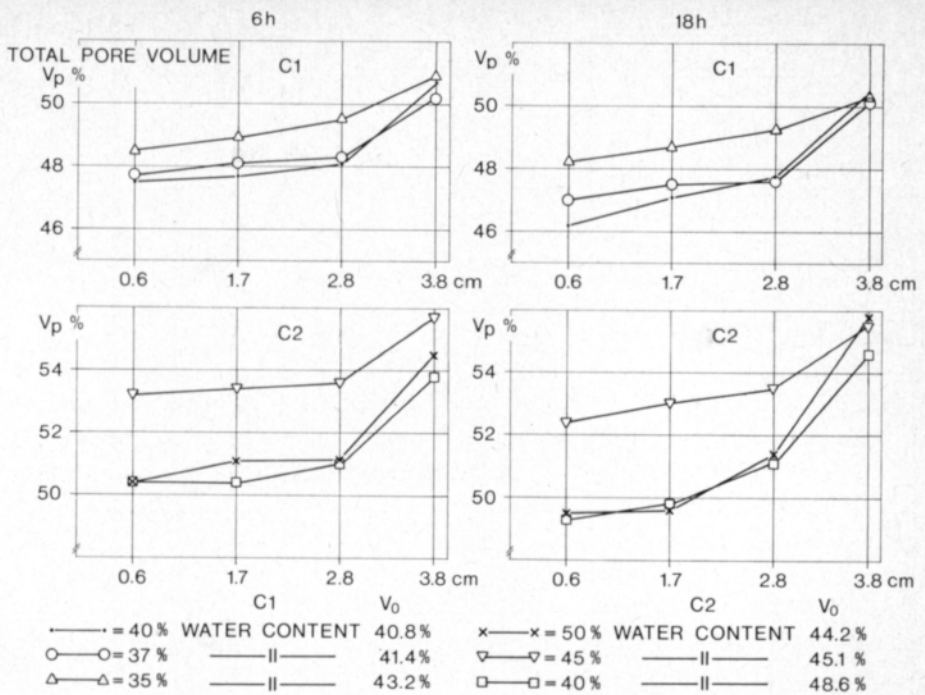 6h 18h
TOTAL PORE VOLUME
Vp % C1 C1
50 50
48 48
46 46
0.6 1.7 2.8 3.8 cm 0.6 1.7 2.8 3.8 cm
Vp % C2 Vp % C2
54 54
52 52
50 50
0.6 1.7 2.8 3.8 cm 0.6 1.7 2.8 3.8 cm
C1 V0 C2 V0
= 40 % WATER CONTENT 40.8 % x x = 50 % WATER CONTENT 44.2 %
= 37 % —II— 41.4 % = 45 % —II— 45.1 %
= 35 % —II— 43.2 % = 40 % —II— 48.6 %